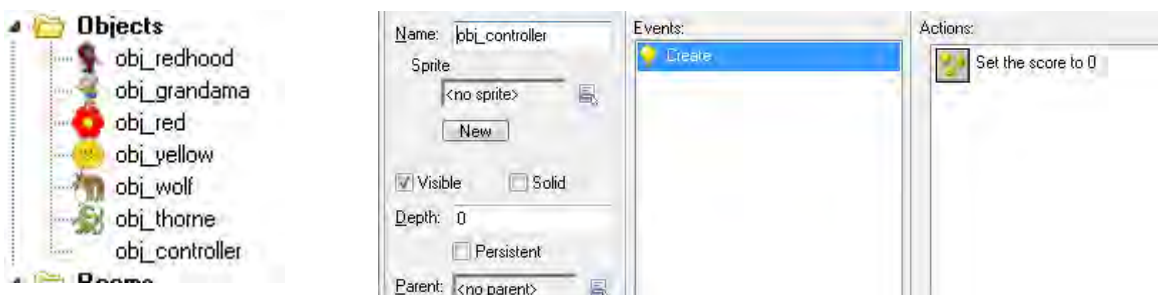 Objects
obj_redhood
obj_grandama
obj_red
obj_yellow
obj_wolf
obj_thorne
obj_controller
Rooms
Name: obj_controller
Sprite
<no sprite>
New
Visible Solid
Depth: 0
Persistent
Parent: <no parent>
Events:
Create
Actions:
Set the score to 0